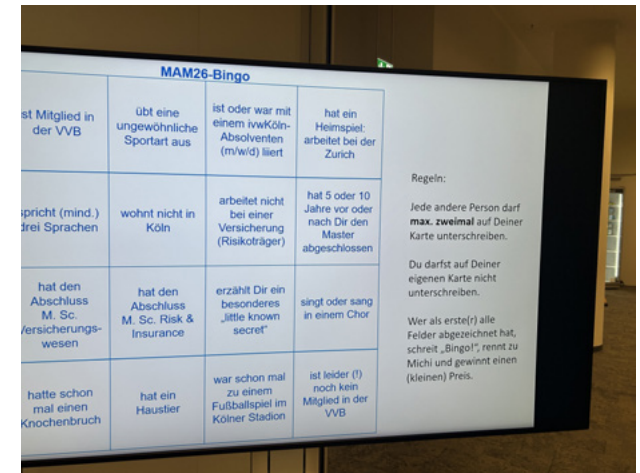 MAM26-Bingo
st Mitglied in
der VVB
übt eine
ungewöhnliche
Sportart aus
ist oder war mit
einem ivwKöln-
Absolventen
(m/w/d) liiert
hat ein
Heimspiel:
arbeitet bei der
Zurich
spricht (mind.)
drei Sprachen
wohnt nicht in
Köln
arbeitet nicht
bei einer
Versicherung
(Risikoträger)
hat 5 oder 10
Jahre vor oder
nach Dir den
Master
abgeschlossen
hat den
Abschluss
M. Sc.
Versicherungs-
wesen
hat den
Abschluss
M. Sc. Risk &
Insurance
erzählt Dir ein
besonderes
„little known
secret“
singt oder sang
in einem Chor
hatte schon
mal einen
Knochenbruch
hat ein
Haustier
war schon mal
zu einem
Fußballspiel im
Kölner Stadion
ist leider (!)
noch kein
Mitglied in der
VVB
Regeln:
Jede andere Person darf
max. zweimal auf Deiner
Karte unterschreiben.
Du darfst auf Deiner
eigenen Karte nicht
unterschreiben.
Wer als erste(r) alle
Felder abgezeichnet hat,
schreit „Bingo!“, rennt zu
Michi und gewinnt einen
(kleinen) Preis.